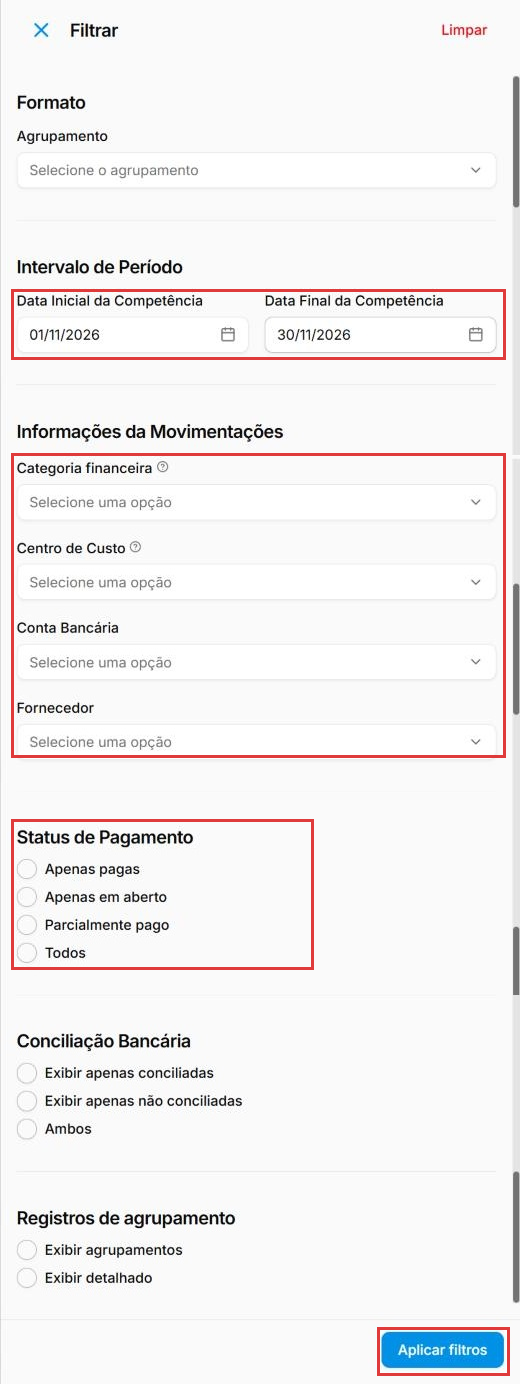 Filtrar
Limpar
Formato
Agrupamento
Selecione o agrupamento
Intervalo de Período
Data Inicial da Competência
Data Final da Competência
01/11/2026
30/11/2026
Informações da Movimentações
Categoria financeira
Selecione uma opção
Centro de Custo
Selecione uma opção
Conta Bancária
Selecione uma opção
Fornecedor
Selecione uma opção
Status de Pagamento
Apenas pagas
Apenas em aberto
Parcialmente pago
Todos
Conciliação Bancária
Exibir apenas conciliadas
Exibir apenas não conciliadas
Ambos
Registros de agrupamento
Exibir agrupamentos
Exibir detalhado
Aplicar filtros